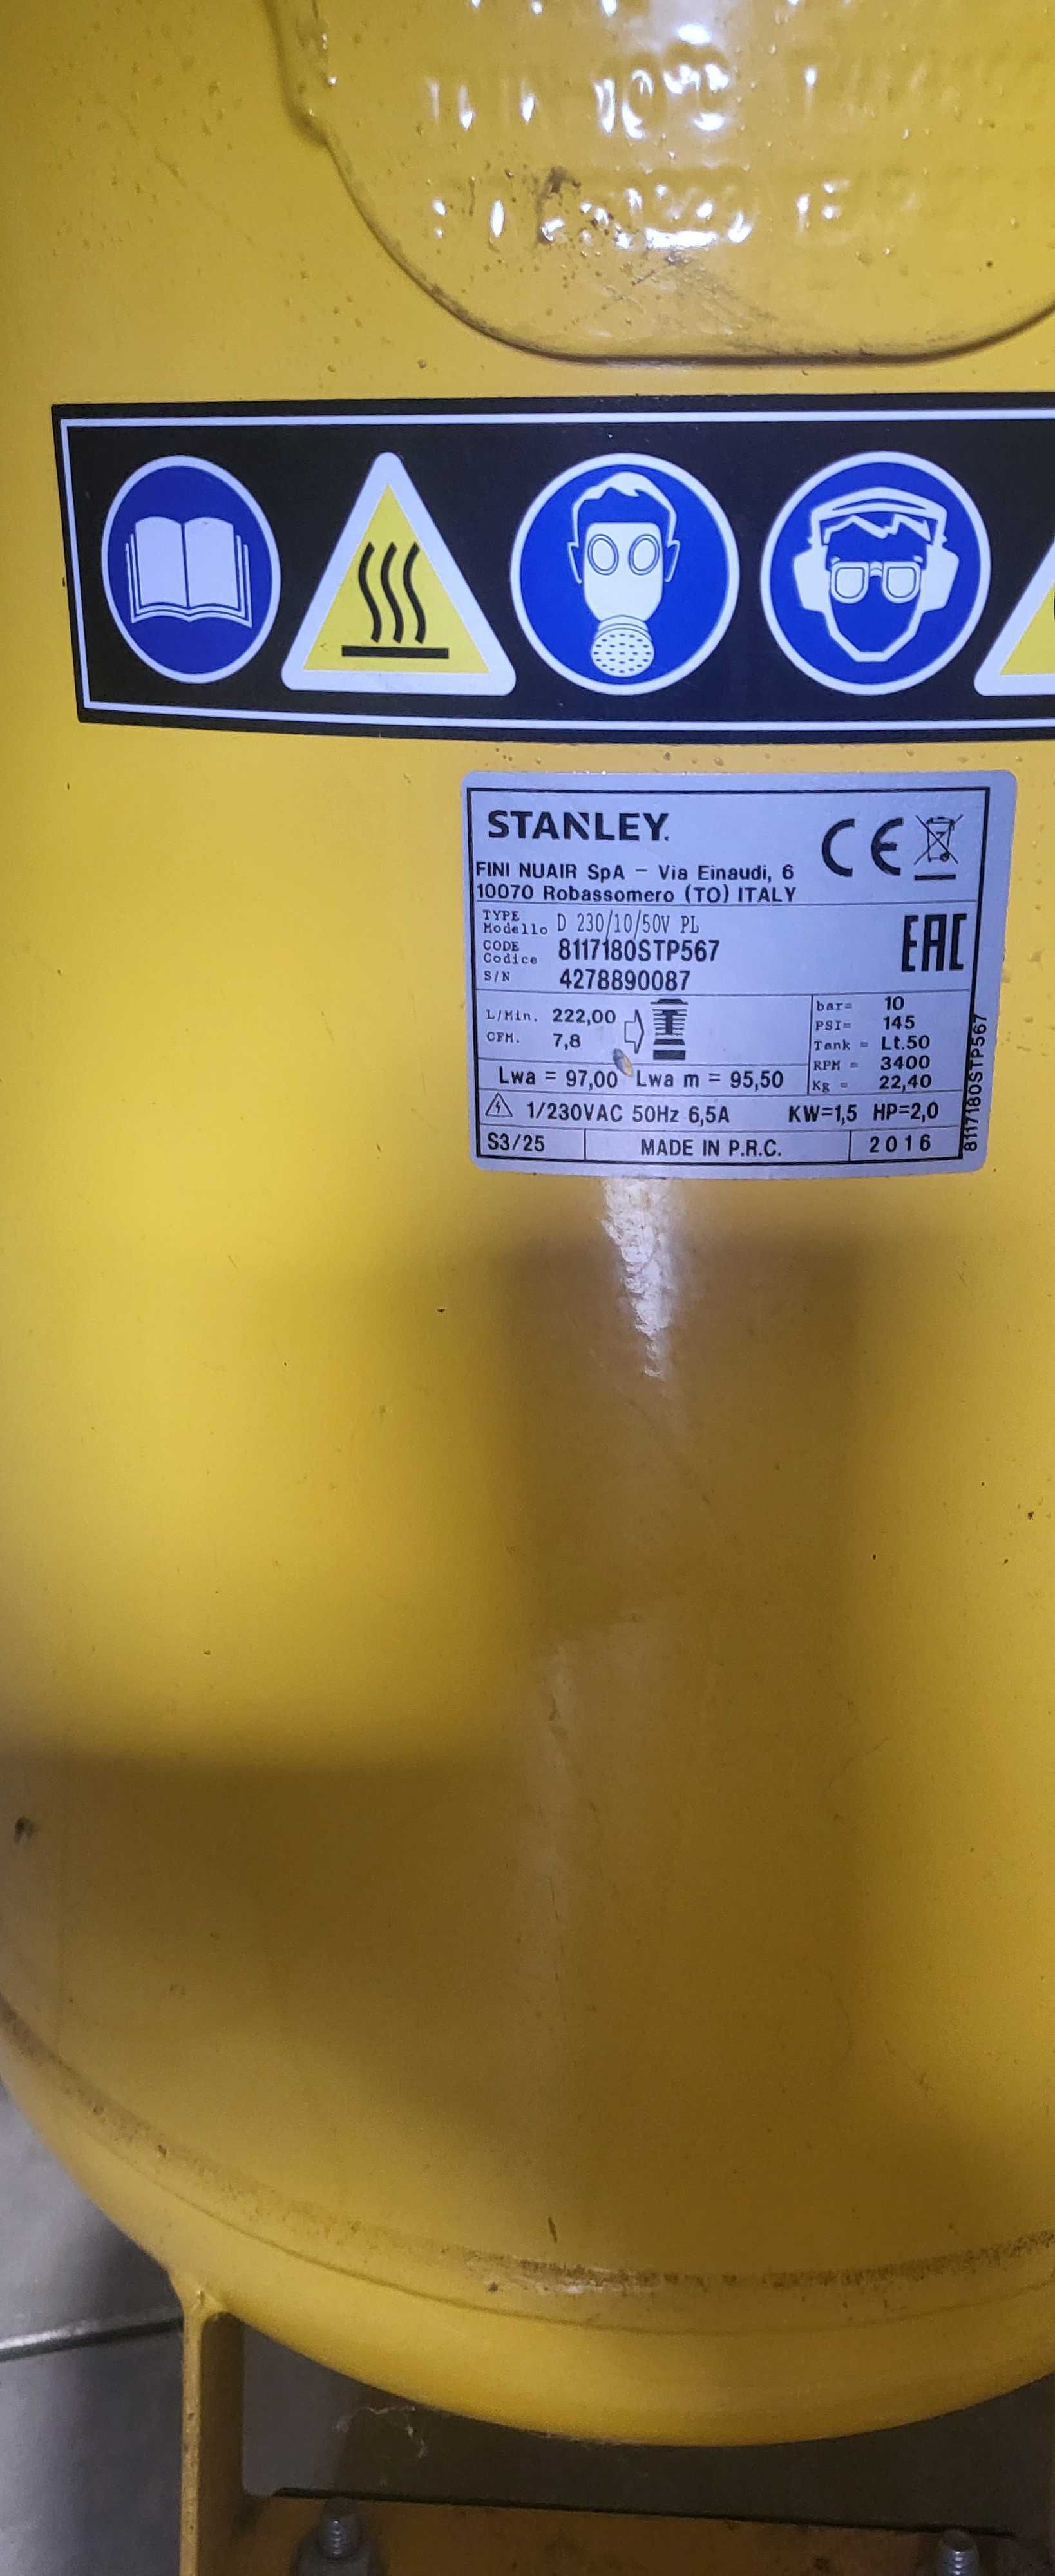 STANLEY.
CE
FINI NUAIR SpA - Via Einaudi, 6
10070 Robassomero (TO) ITALY
TYPE
Modello D 230/10/50V PL
CODE
Codice 8117180STP567
S/N 4278890087
EAC
L/Min. 222,00
CFM. 7,8
bar= 10
PSI= 145
Tank = Lt.50
RPM = 3400
Kg = 22,40
Lwa = 97,00 Lwa m = 95,50
1/230VAC 50Hz 6,5A KW=1,5 HP=2,0
S3/25 MADE IN P.R.C. 2016
8117180STP567